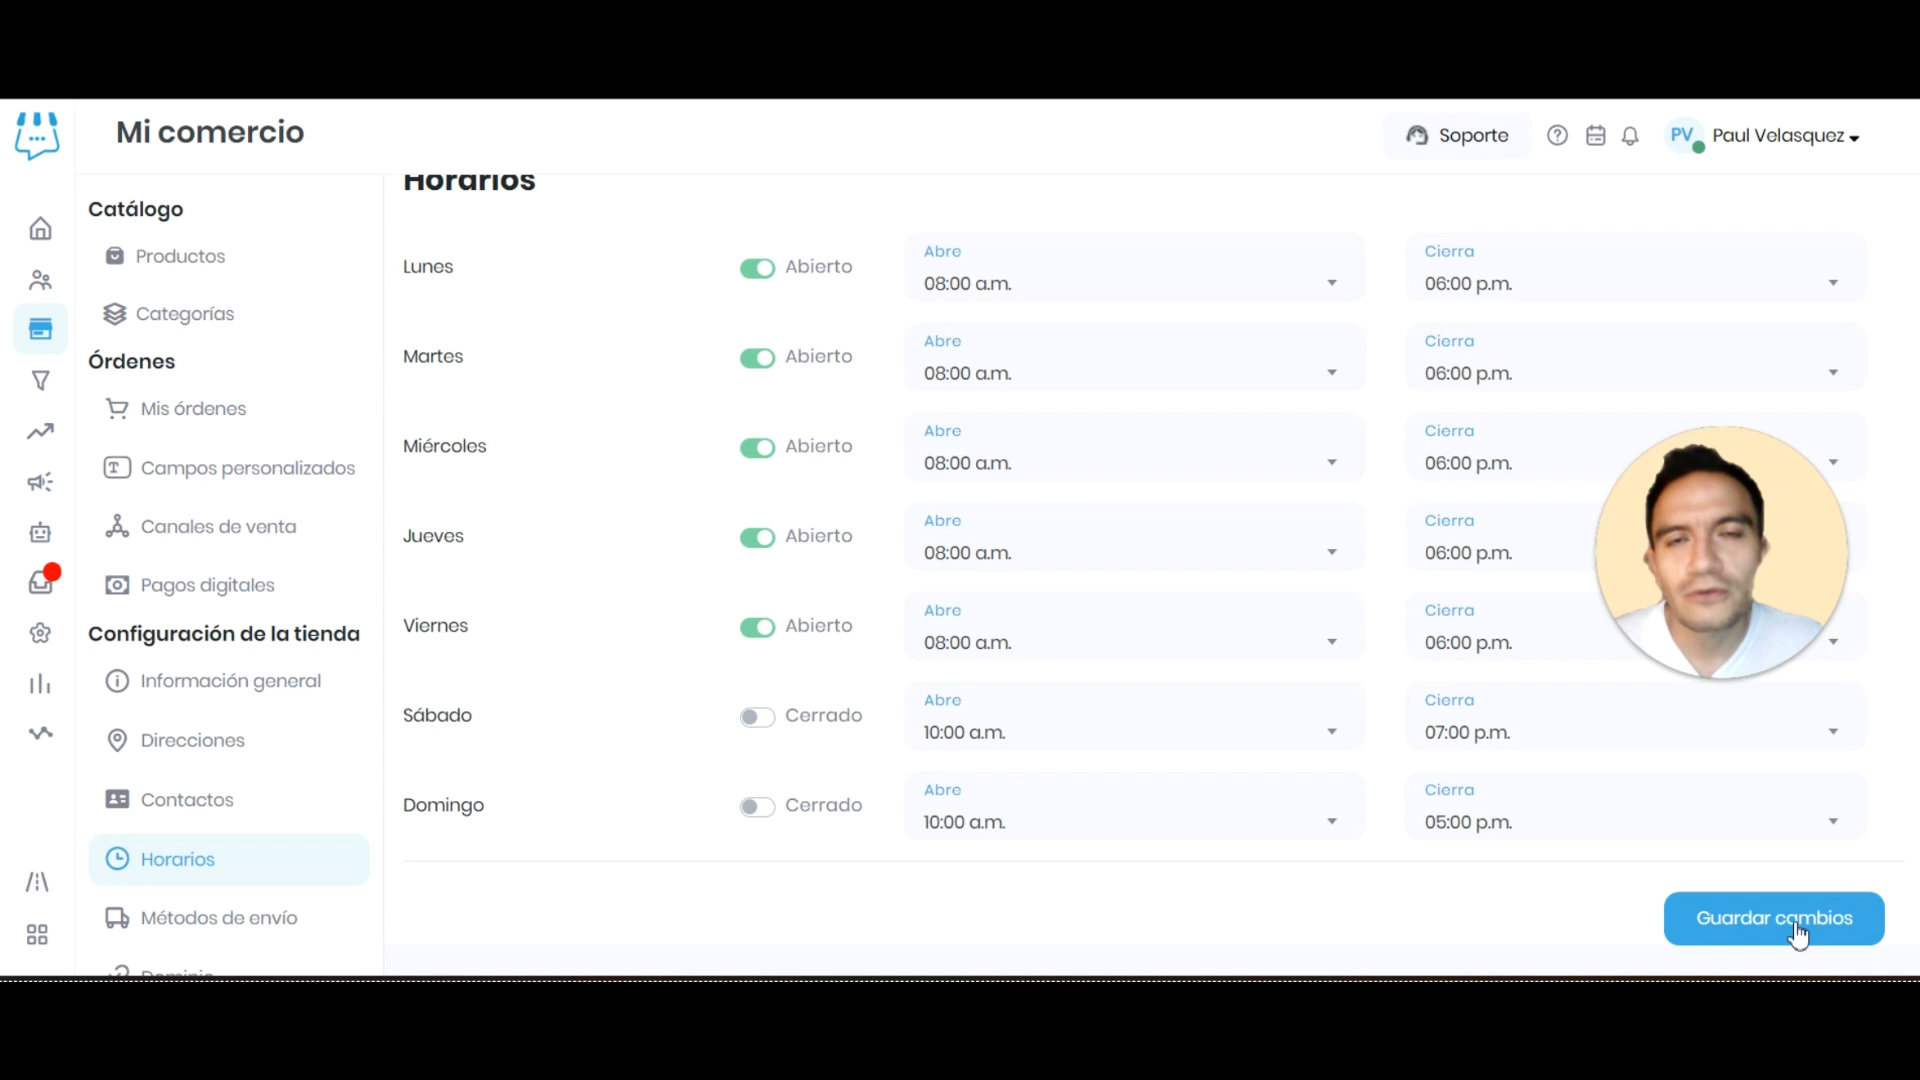 Mi comercio
Soporte
PV
Paul Velasquez
Catálogo
Productos
Categorías
Órdenes
Mis órdenes
Campos personalizados
Canales de venta
Pagos digitales
Configuración de la tienda
Información general
Direcciones
Contactos
Horarios
Métodos de envío
Dominio
Horarios
Lunes
Abierto
Abre
08:00 a.m.
Cierra
06:00 p.m.
Martes
Abierto
Abre
08:00 a.m.
Cierra
06:00 p.m.
Miércoles
Abierto
Abre
08:00 a.m.
Cierra
06:00 p.m.
Jueves
Abierto
Abre
08:00 a.m.
Cierra
06:00 p.m.
Viernes
Abierto
Abre
08:00 a.m.
Cierra
06:00 p.m.
Sábado
Cerrado
Abre
10:00 a.m.
Cierra
07:00 p.m.
Domingo
Cerrado
Abre
10:00 a.m.
Cierra
05:00 p.m.
Guardar cambios